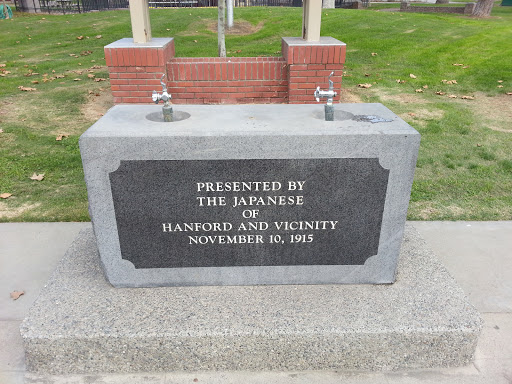 PRESENTED BY
THE JAPANESE
OF
HANFORD AND VICINITY
NOVEMBER 10, 1915